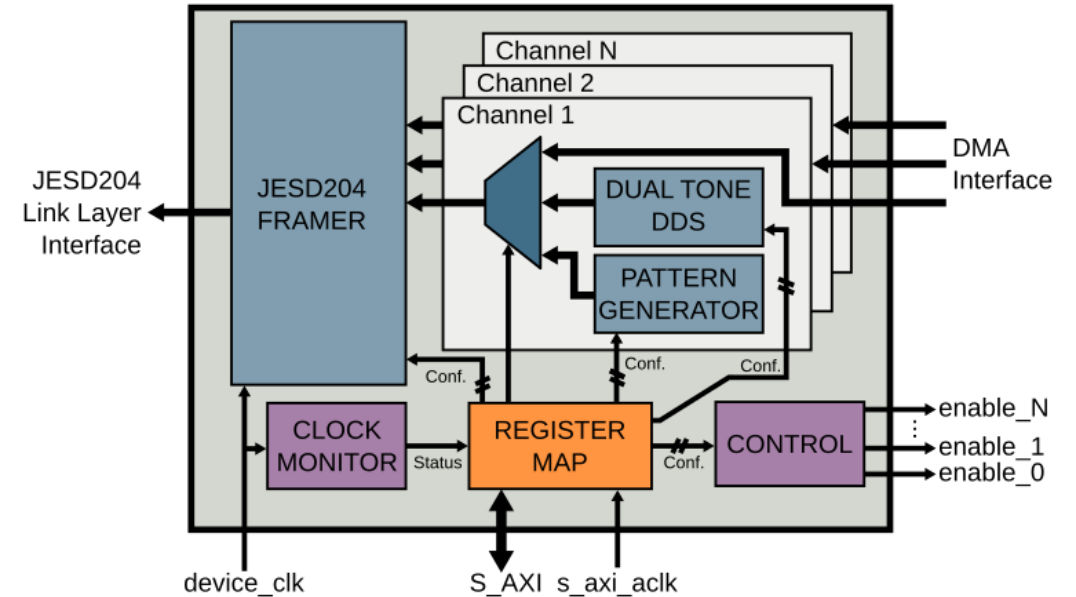 Channel N
Channel 2
Channel 1
DMA
Interface
JESD204
Link Layer
Interface
JESD204
FRAMER
DUAL TONE
DDS
PATTERN
GENERATOR
Conf.
Conf.
Conf.
CLOCK
MONITOR
Status
REGISTER
MAP
Conf.
CONTROL
enable_N
enable_1
enable_0
device_clk
S_AXI
s_axi_aclk